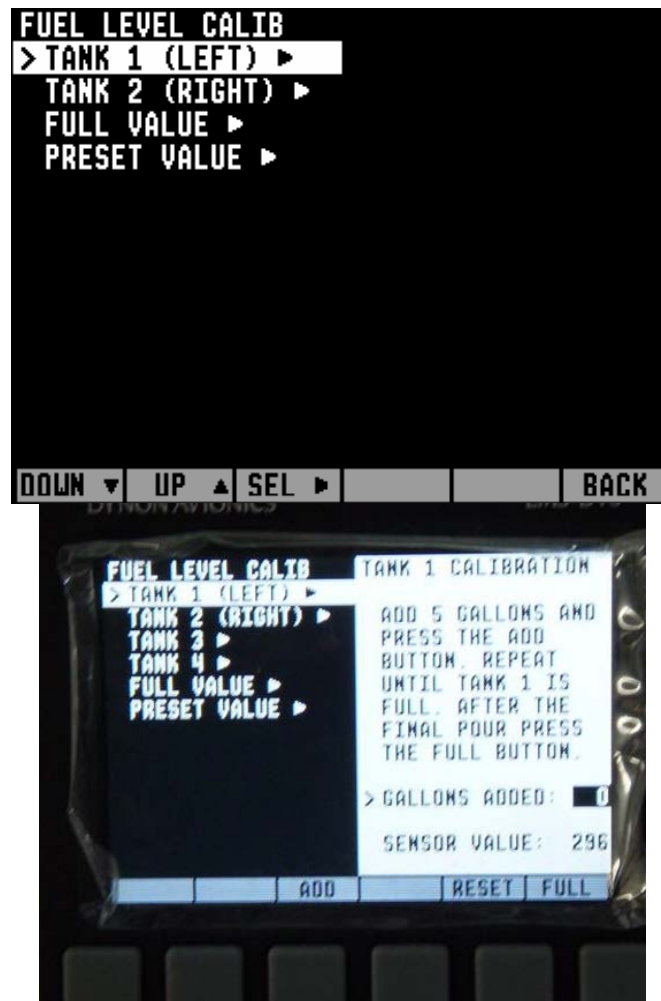 FUEL LEVEL CALIB
> TANK 1 (LEFT) ►
TANK 2 (RIGHT) ►
FULL VALUE ►
PRESET VALUE ►
DOWN ▼ UP ▲ SEL ► BACK
DYNON AVIONICS
FUEL LEVEL CALIB
> TANK 1 (LEFT) ►
TANK 2 (RIGHT) ►
TANK 3 ►
TANK 4 ►
FULL VALUE ►
PRESET VALUE ►
TANK 1 CALIBRATION
ADD 5 GALLONS AND
PRESS THE ADD
BUTTON. REPEAT
UNTIL TANK 1 IS
FULL. AFTER THE
FINAL POUR PRESS
THE FULL BUTTON.
> GALLONS ADDED: 0
SENSOR VALUE: 296
ADD RESET FULL